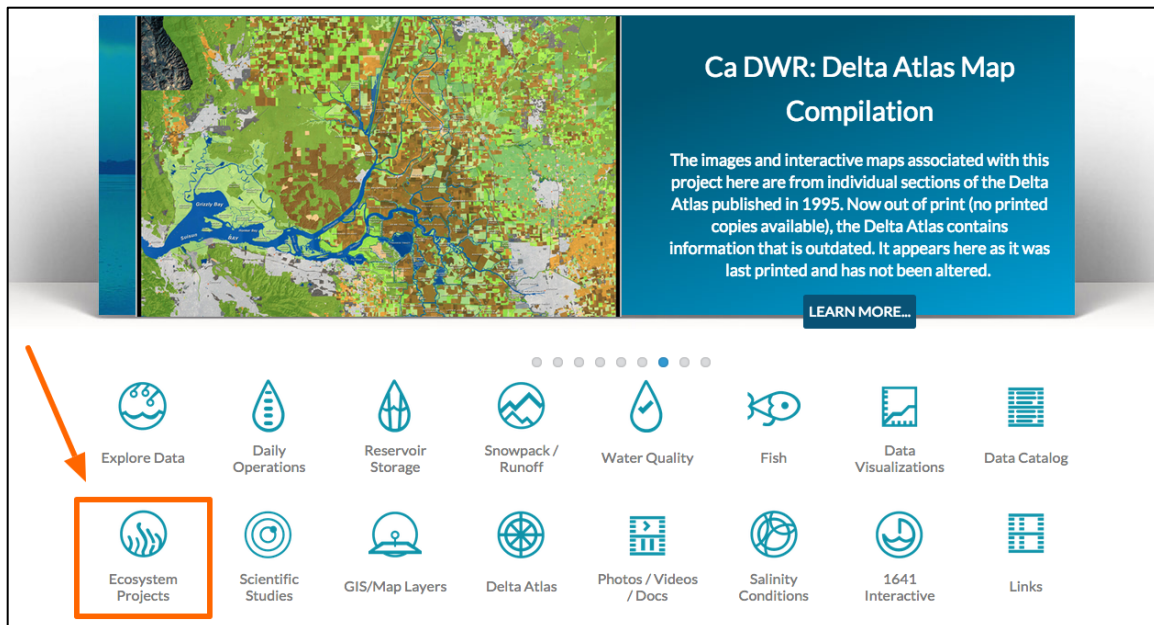 Ca DWR: Delta Atlas Map
Compilation
The images and interactive maps associated with this
project here are from individual sections of the Delta
Atlas published in 1995. Now out of print (no printed
copies available), the Delta Atlas contains
information that is outdated. It appears here as it was
last printed and has not been altered.
LEARN MORE...
Grizzly Bay
Suisun
Bay
Explore Data
Daily
Operations
Reservoir
Storage
Snowpack /
Runoff
Water Quality
Fish
Data
Visualizations
Data Catalog
Ecosystem
Projects
Scientific
Studies
GIS/Map Layers
Delta Atlas
Photos / Videos
/ Docs
Salinity
Conditions
1641
Interactive
Links